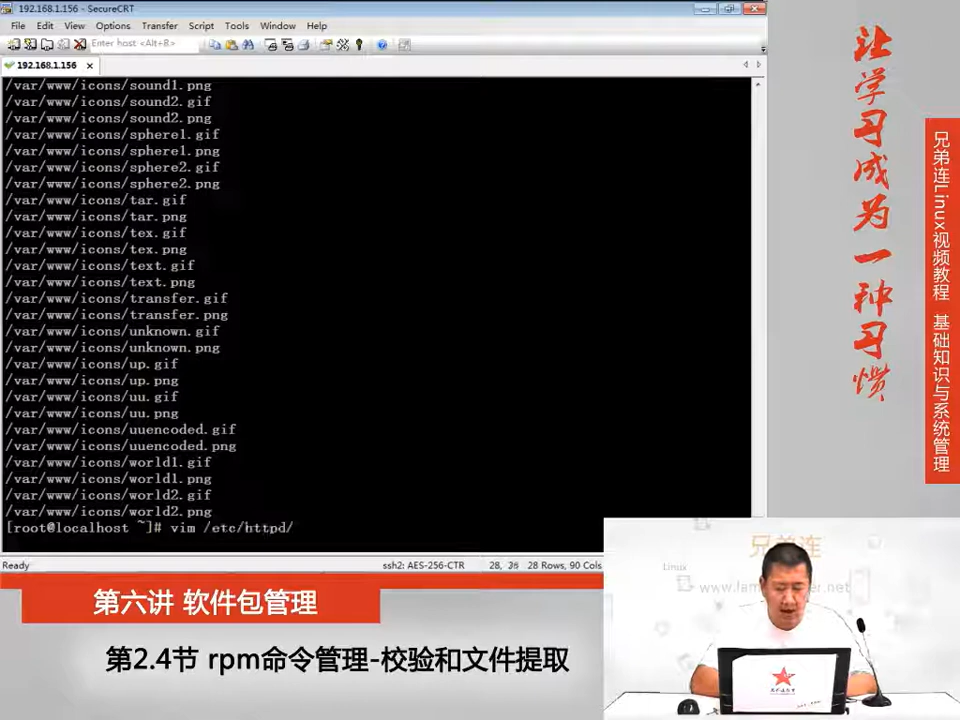 192.168.1.156 - SecureCRT
File Edit View Options Transfer Script Tools Window Help
Enter host <Alt+R>
192.168.1.156
/var/www/icons/sound1.png
/var/www/icons/sound2.gif
/var/www/icons/sound2.png
/var/www/icons/sphere1.gif
/var/www/icons/sphere1.png
/var/www/icons/sphere2.gif
/var/www/icons/sphere2.png
/var/www/icons/tar.gif
/var/www/icons/tar.png
/var/www/icons/tex.gif
/var/www/icons/tex.png
/var/www/icons/text.gif
/var/www/icons/text.png
/var/www/icons/transfer.gif
/var/www/icons/transfer.png
/var/www/icons/unknown.gif
/var/www/icons/unknown.png
/var/www/icons/up.gif
/var/www/icons/up.png
/var/www/icons/uu.gif
/var/www/icons/uu.png
/var/www/icons/uuencoded.gif
/var/www/icons/uuencoded.png
/var/www/icons/world1.gif
/var/www/icons/world1.png
/var/www/icons/world2.gif
/var/www/icons/world2.png
[root@localhost ~]# vim /etc/httpd/
Ready ssh2: AES-256-CTR 28, 36 28 Rows, 90 Cols
让学习成为一种习惯
兄弟连Linux视频教程 基础知识与系统管理
兄弟连
Linux
第六讲 软件包管理
第2.4节 rpm命令管理-校验和文件提取